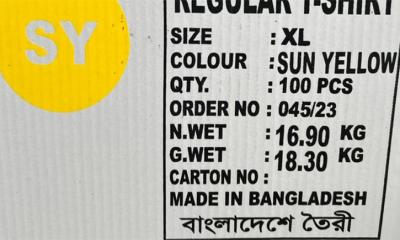 SY
REGULAR T-SHIRT
SIZE : XL
COLOUR : SUN YELLOW
QTY. : 100 PCS
ORDER NO : 045/23
N.WET : 16.90 KG
G.WET : 18.30 KG
CARTON NO :
MADE IN BANGLADESH
বাংলাদেশে তৈরী